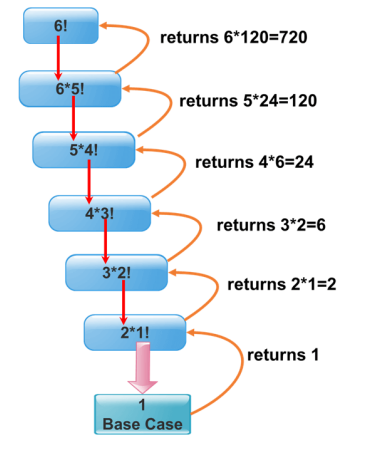 6!
returns 6*120=720
6*5!
returns 5*24=120
5*4!
returns 4*6=24
4*3!
returns 3*2=6
3*2!
returns 2*1=2
2*1!
returns 1
1
Base Case